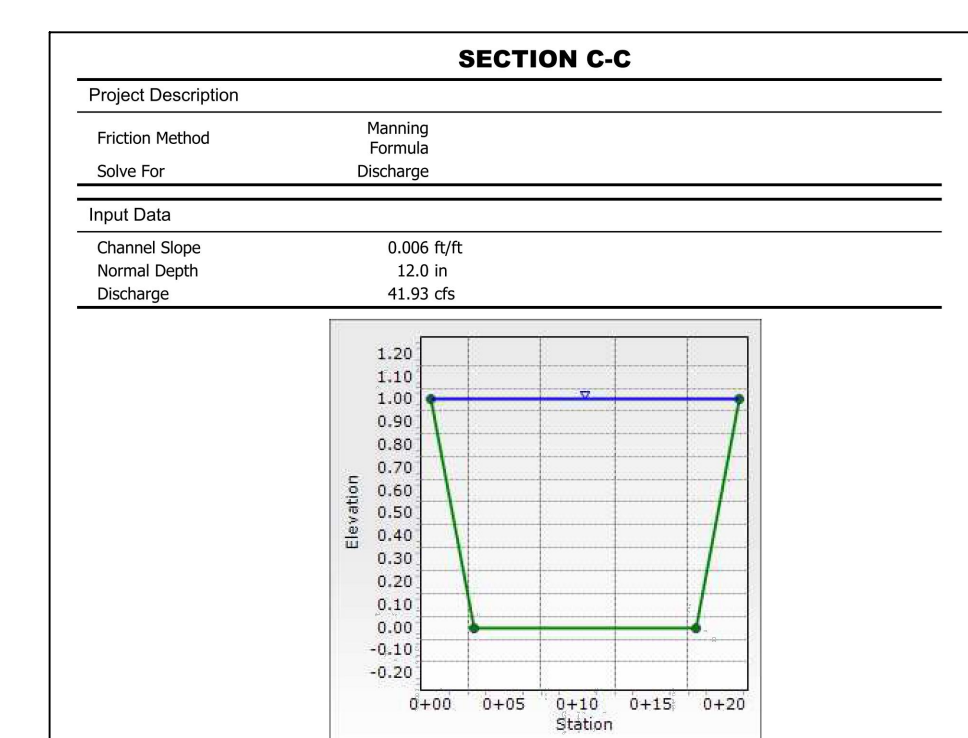 SECTION C-C
Project Description
Friction Method Manning Formula
Solve For Discharge
Input Data
Channel Slope 0.006 ft/ft
Normal Depth 12.0 in
Discharge 41.93 cfs
1.20
1.10
1.00
0.90
0.80
0.70
0.60
0.50
0.40
0.30
0.20
0.10
0.00
-0.10
-0.20
Elevation
0+00 0+05 0+10 0+15 0+20
Station